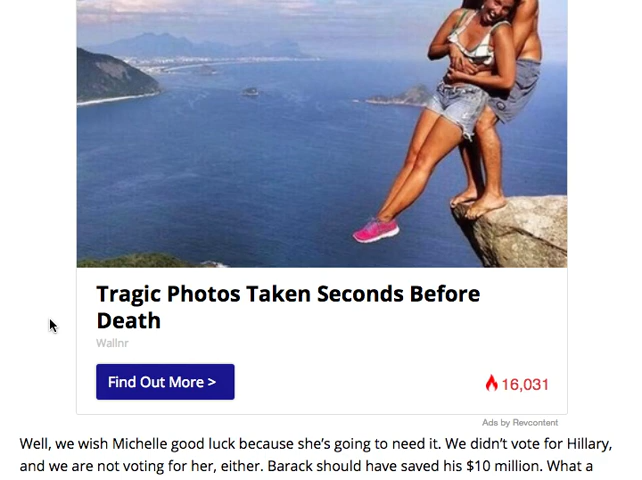 Tragic Photos Taken Seconds Before
Death
Wallnr
Find Out More >
16,031
Ads by Revcontent
Well, we wish Michelle good luck because she’s going to need it. We didn’t vote for Hillary,
and we are not voting for her, either. Barack should have saved his $10 million. What a